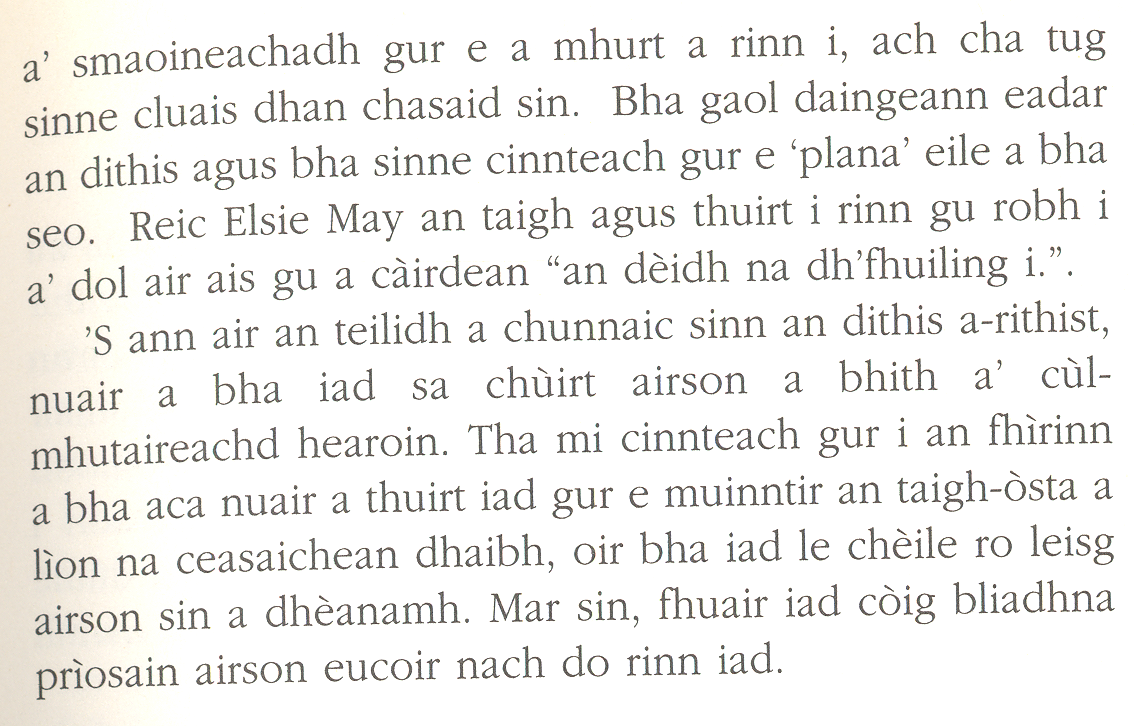 a’ smaoineachadh gur e a mhurt a rinn i, ach cha tug
sinne cluais dhan chasaid sin. Bha gaol daingeann eadar
an dithis agus bha sinne cinnteach gur e ‘plana’ eile a bha
seo. Reic Elsie May an taigh agus thuirt i rinn gu robh i
a’ dol air ais gu a càirdean “an dèidh na dh’fhuiling i.”.
’S ann air an teilidh a chunnaic sinn an dithis a-rithist,
nuair a bha iad sa chùirt airson a bhith a’ cùl-
mhutaireachd hearoin. Tha mi cinnteach gur i an fhìrinn
a bha aca nuair a thuirt iad gur e muinntir an taigh-òsta a
lìon na ceasaichean dhaibh, oir bha iad le chèile ro leisg
airson sin a dhèanamh. Mar sin, fhuair iad còig bliadhna
prìosain airson eucoir nach do rinn iad.